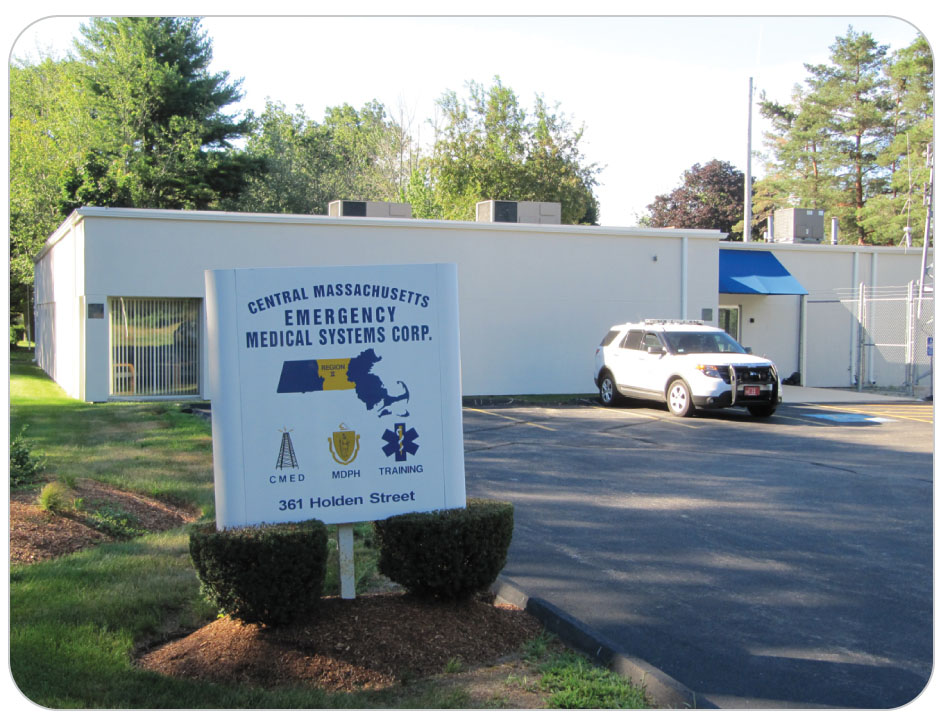 CENTRAL MASSACHUSETTS
EMERGENCY
MEDICAL SYSTEMS CORP.
REGION
II
CMED
MDPH
TRAINING
361 Holden Street